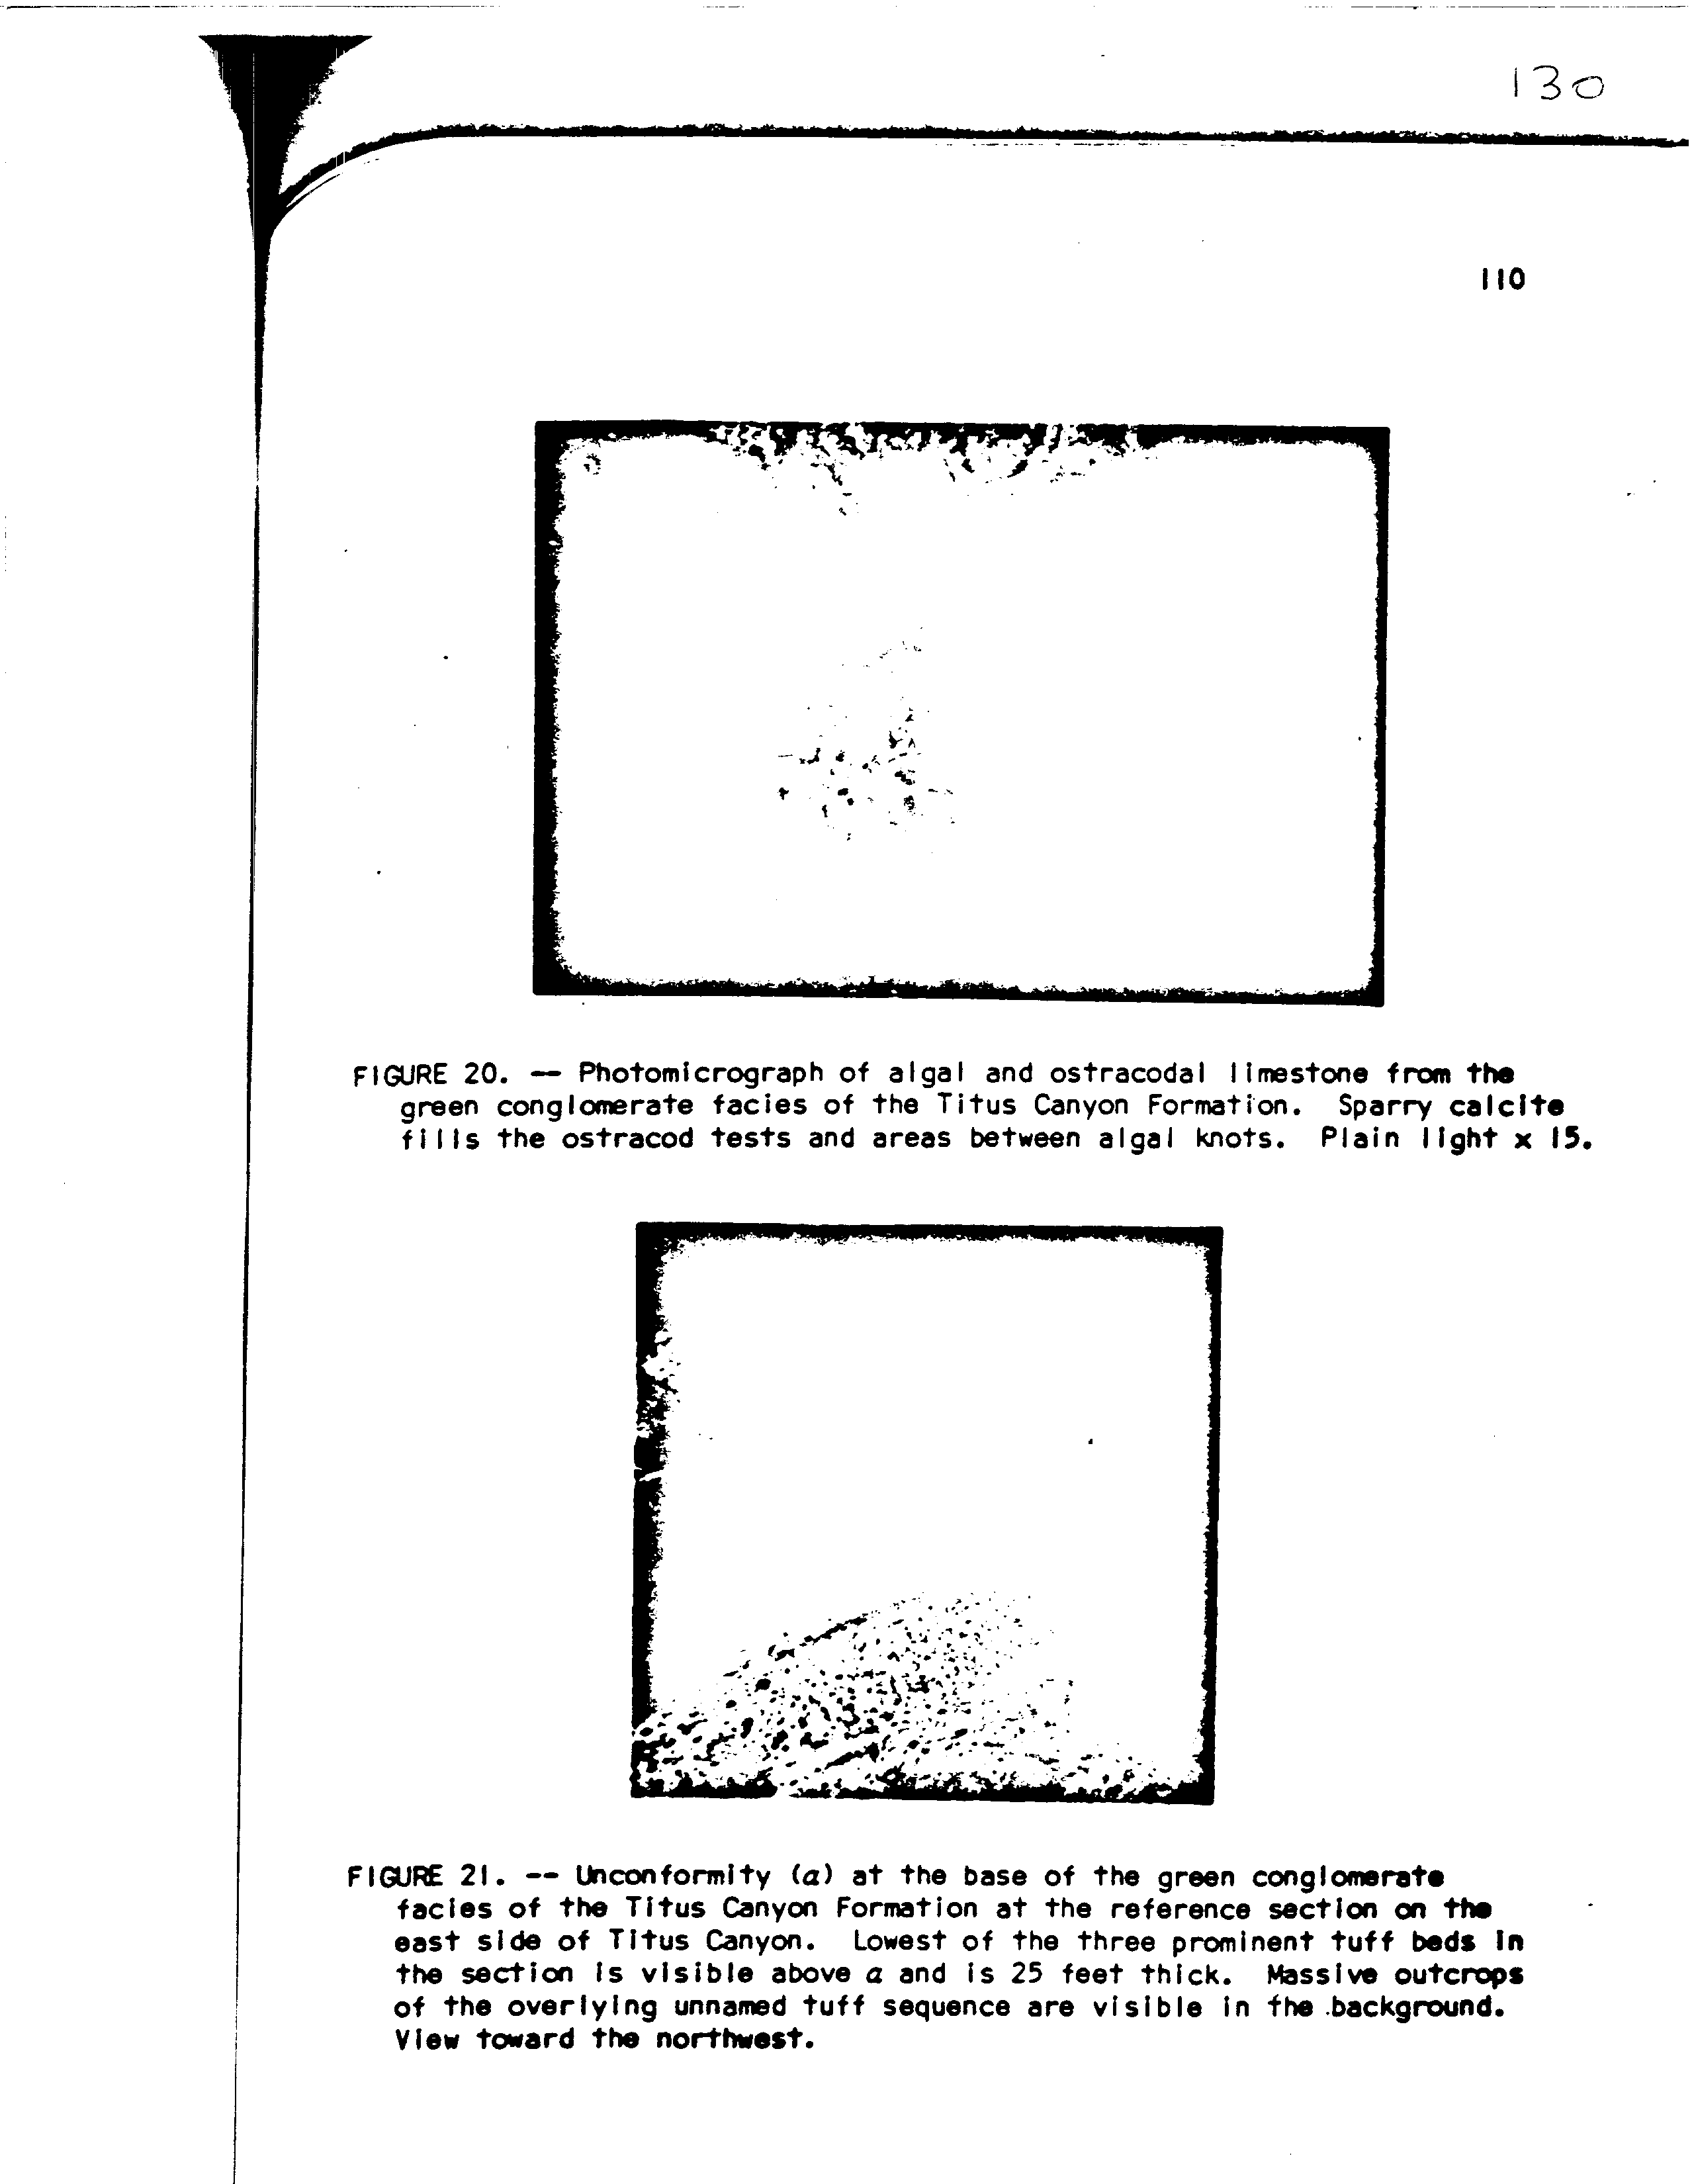 130
110
FIGURE 20. -- Photomicrograph of algal and ostracodal limestone from the
green conglomerate facies of the Titus Canyon Formation. Sparry calcite
fills the ostracod tests and areas between algal knots. Plain light x 15.
FIGURE 21. -- Unconformity (a) at the base of the green conglomerate
facies of the Titus Canyon Formation at the reference section on the
east side of Titus Canyon. Lowest of the three prominent tuff beds in
the section is visible above a and is 25 feet thick. Massive outcrops
of the overlying unnamed tuff sequence are visible in the background.
View toward the northwest.